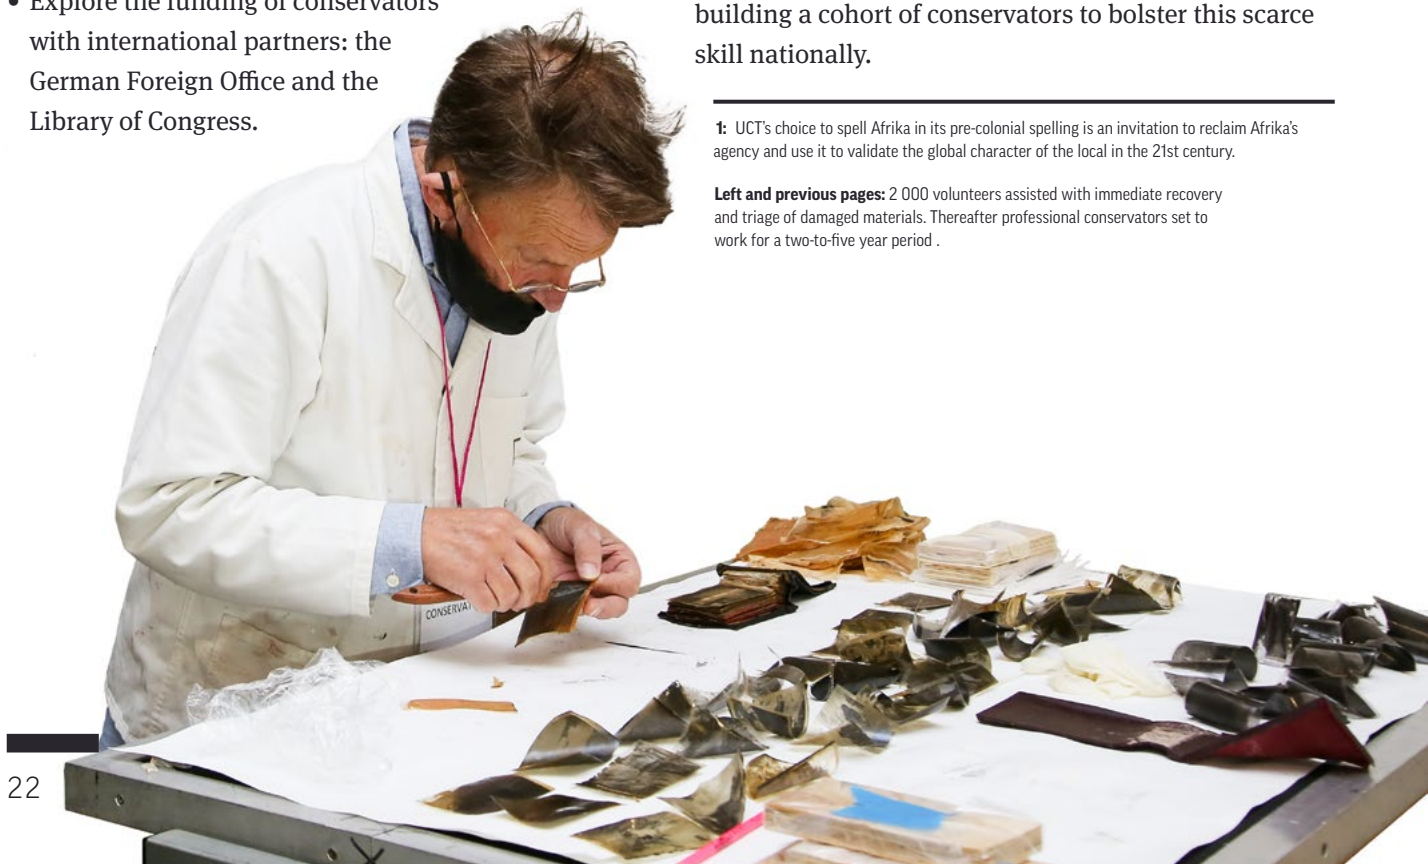 • Explore the funding of conservators
with international partners: the
German Foreign Office and the
Library of Congress.
building a cohort of conservators to bolster this scarce
skill nationally.
1: UCT’s choice to spell Afrika in its pre-colonial spelling is an invitation to reclaim Afrika’s
agency and use it to validate the global character of the local in the 21st century.
Left and previous pages: 2 000 volunteers assisted with immediate recovery
and triage of damaged materials. Thereafter professional conservators set to
work for a two-to-five year period .
CONSERVAT
22